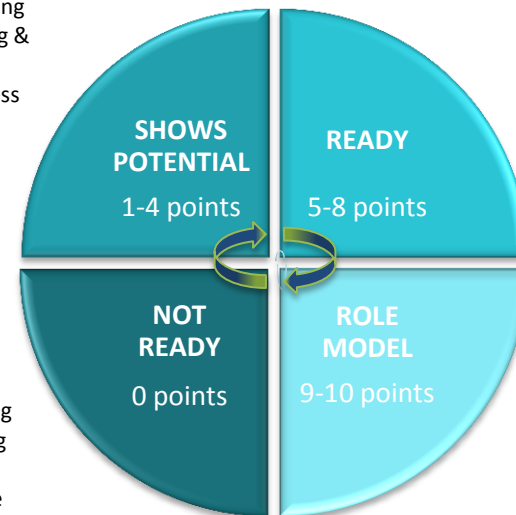 SHOWS
POTENTIAL
1-4 points
READY
5-8 points
NOT
READY
0 points
ROLE
MODEL
9-10 points